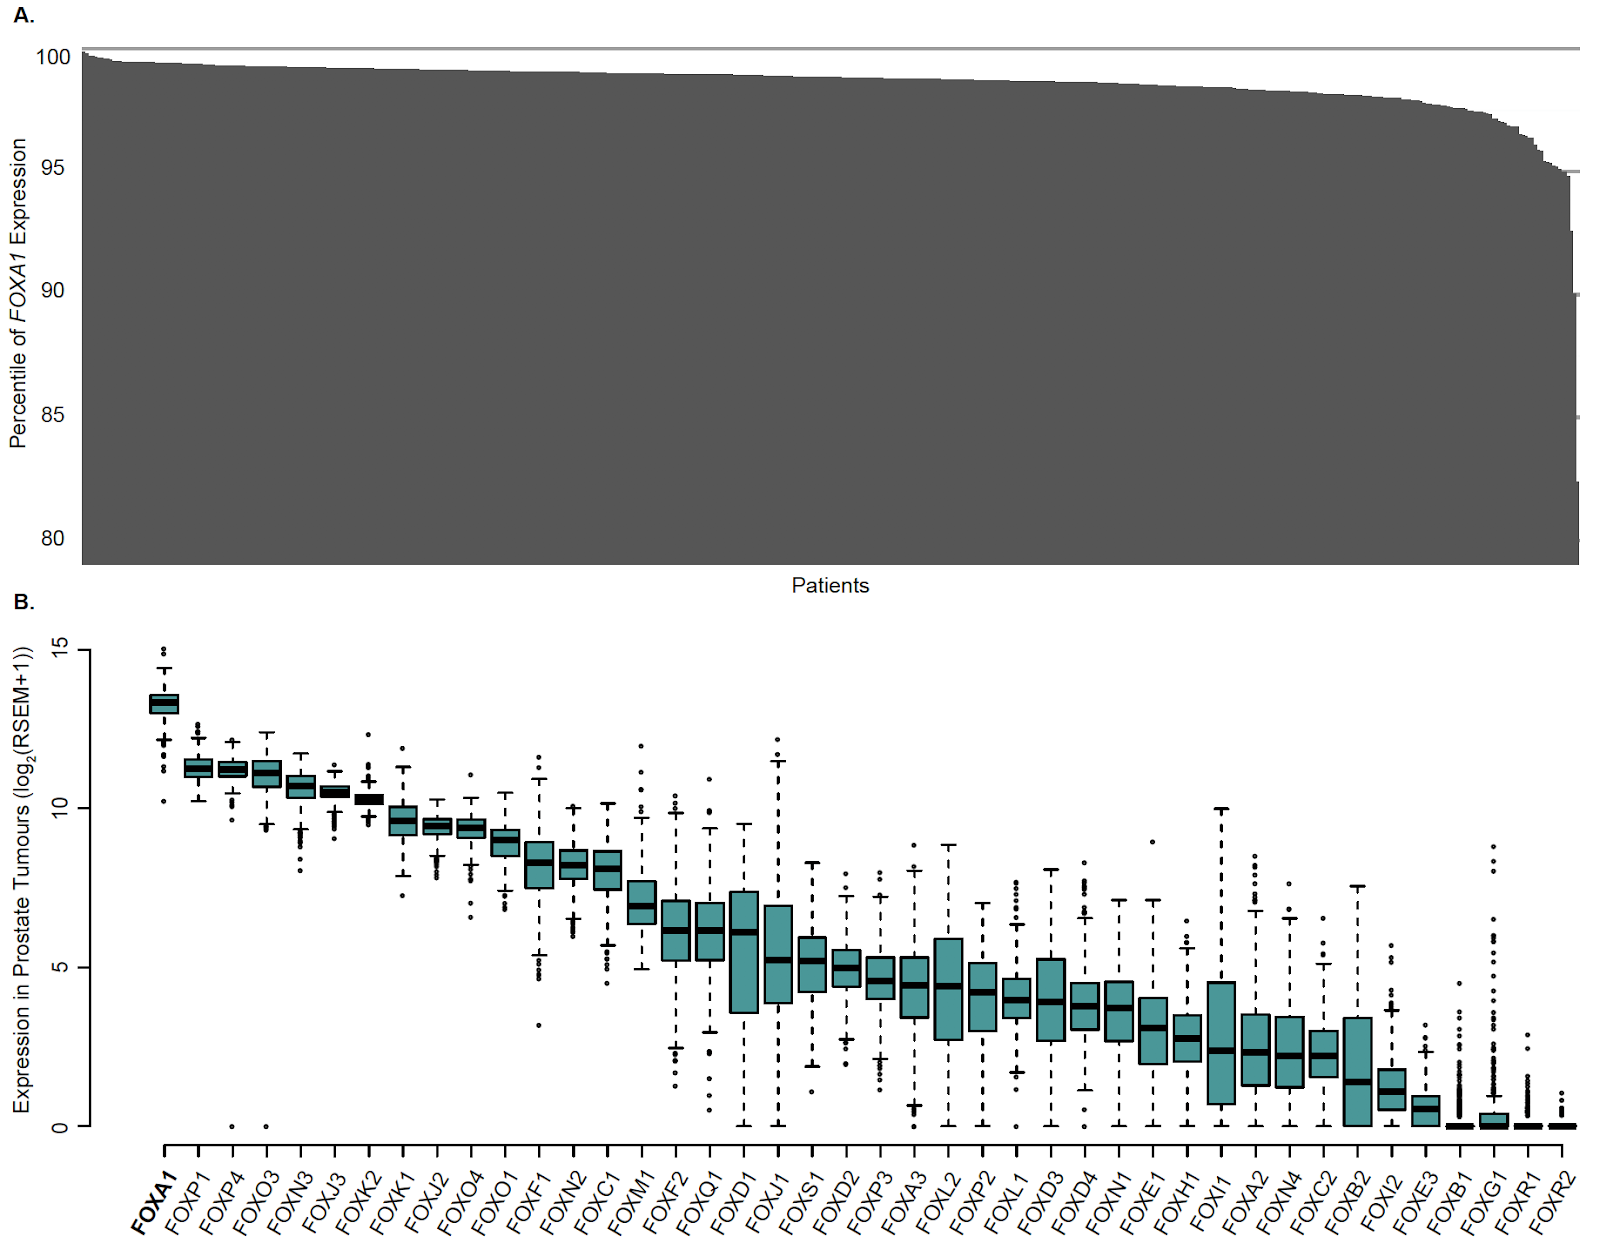 A.
100
95
90
85
80
Percentile of FOXA1 Expression
Patients
B.
15
10
5
0
Expression in Prostate Tumours (log2(RSEM+1))
FOXA1
FOXP1
FOXP4
FOXO3
FOXN3
FOXJ3
FOXK2
FOXK1
FOXJ2
FOXO4
FOXO1
FOXF1
FOXN2
FOXC1
FOXM1
FOXF2
FOXQ1
FOXD1
FOXJ1
FOXS1
FOXD2
FOXP3
FOXA3
FOXL2
FOXP2
FOXL1
FOXD3
FOXD4
FOXN1
FOXE1
FOXH1
FOXI1
FOXA2
FOXN4
FOXC2
FOXB2
FOXI2
FOXE3
FOXB1
FOXG1
FOXR1
FOXR2